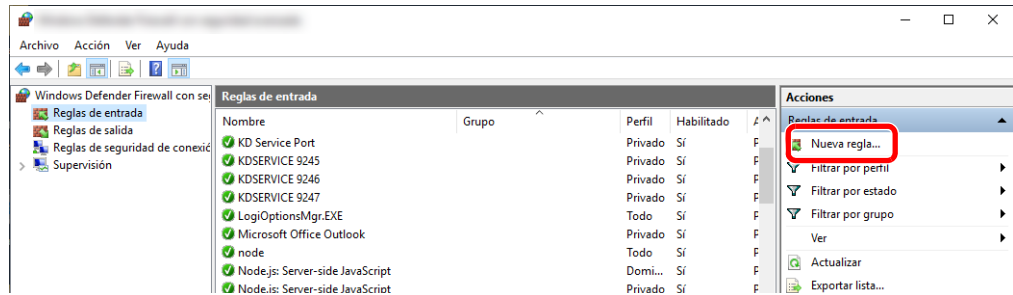 Archivo Acción Ver Ayuda
Windows Defender Firewall con se
Reglas de entrada
Reglas de salida
Reglas de seguridad de conexió
Supervisión
Reglas de entrada
Nombre Grupo Perfil Habilitado
KD Service Port Privado Sí
KDSERVICE 9245 Privado Sí
KDSERVICE 9246 Privado Sí
KDSERVICE 9247 Privado Sí
LogiOptionsMgr.EXE Todo Sí
Microsoft Office Outlook Privado Sí
node Todo Sí
Node.js: Server-side JavaScript Domi... Sí
Node.js: Server-side JavaScript Privado Sí
Acciones
Reglas de entrada
Nueva regla...
Filtrar por perfil
Filtrar por estado
Filtrar por grupo
Ver
Actualizar
Exportar lista...